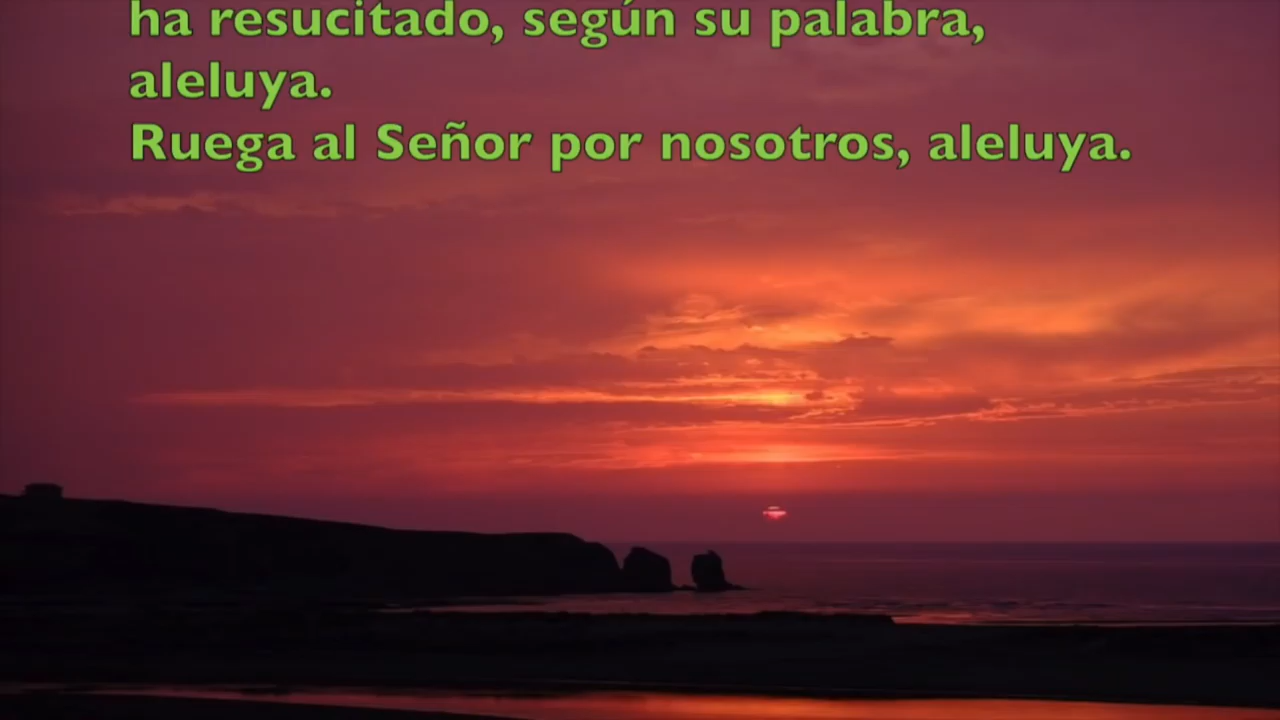 ha resucitado, según su palabra,
aleluya.
Ruega al Señor por nosotros, aleluya.